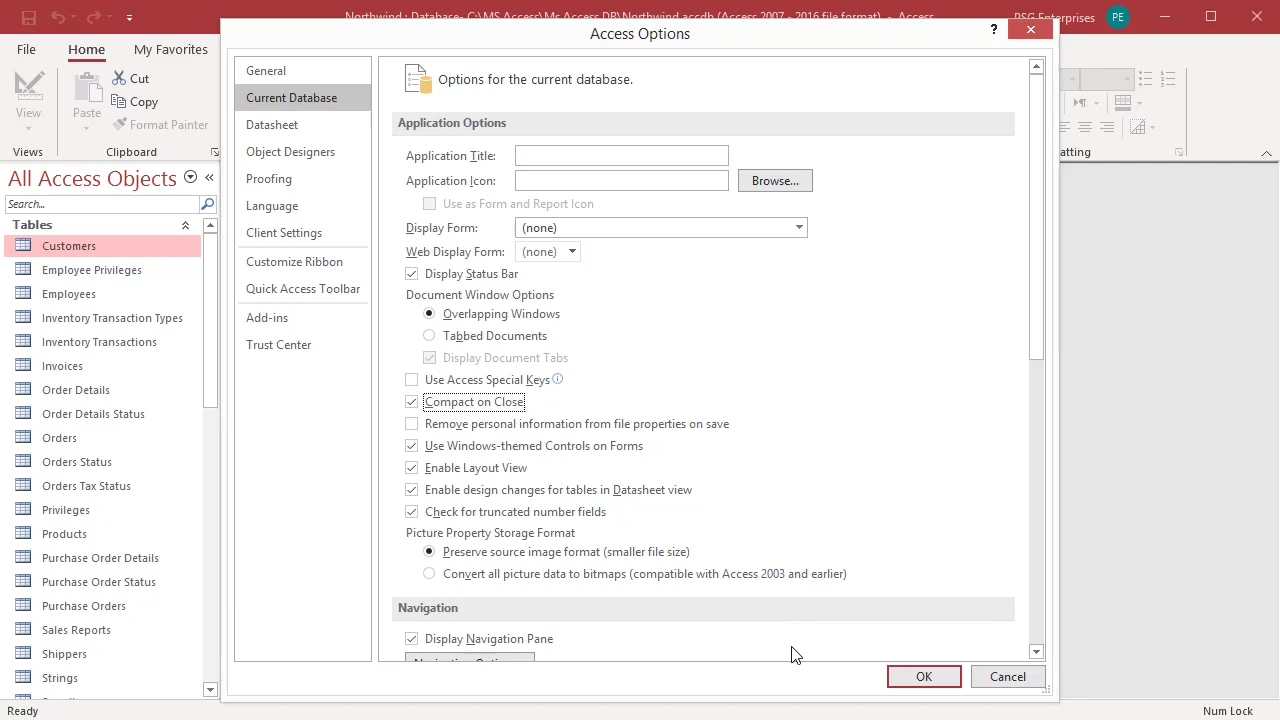 Northwind : Database- C:\MS Access\Ms Access DB\Northwind.accdb (Access 2007 - 2016 file format) - Access
PSG Enterprises
PE
Access Options
?
File
Home
My Favorites
View
Paste
Cut
Copy
Format Painter
Views
Clipboard
atting
All Access Objects
Search...
Tables
Customers
Employee Privileges
Employees
Inventory Transaction Types
Inventory Transactions
Invoices
Order Details
Order Details Status
Orders
Orders Status
Orders Tax Status
Privileges
Products
Purchase Order Details
Purchase Order Status
Purchase Orders
Sales Reports
Shippers
Strings
General
Current Database
Datasheet
Object Designers
Proofing
Language
Client Settings
Customize Ribbon
Quick Access Toolbar
Add-ins
Trust Center
Options for the current database.
Application Options
Application Title:
Application Icon:
Browse...
Use as Form and Report Icon
Display Form:
(none)
Web Display Form:
(none)
Display Status Bar
Document Window Options
Overlapping Windows
Tabbed Documents
Display Document Tabs
Use Access Special Keys
Compact on Close
Remove personal information from file properties on save
Use Windows-themed Controls on Forms
Enable Layout View
Enable design changes for tables in Datasheet view
Check for truncated number fields
Picture Property Storage Format
Preserve source image format (smaller file size)
Convert all picture data to bitmaps (compatible with Access 2003 and earlier)
Navigation
Display Navigation Pane
OK
Cancel
Ready
Num Lock